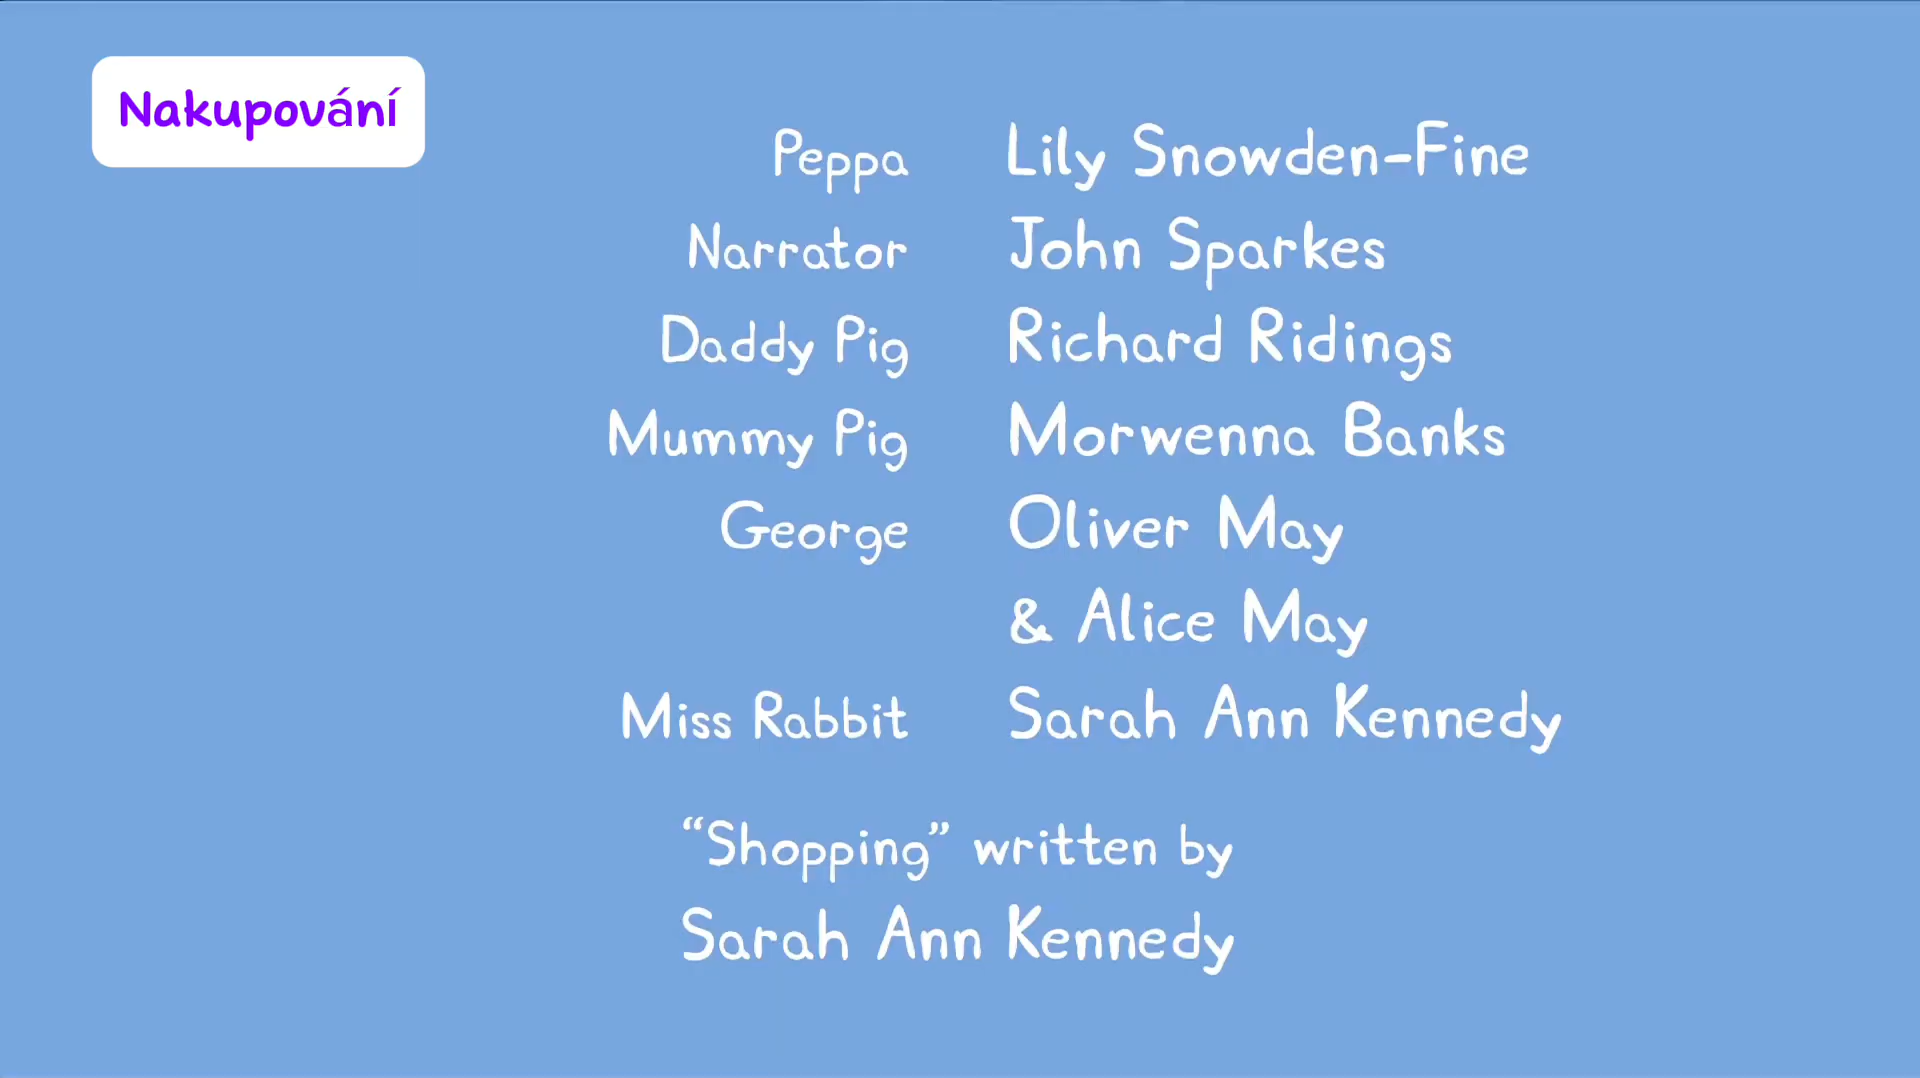 Nakupování
Peppa Lily Snowden-Fine
Narrator John Sparkes
Daddy Pig Richard Ridings
Mummy Pig Morwenna Banks
George Oliver May
& Alice May
Miss Rabbit Sarah Ann Kennedy
“Shopping” written by
Sarah Ann Kennedy